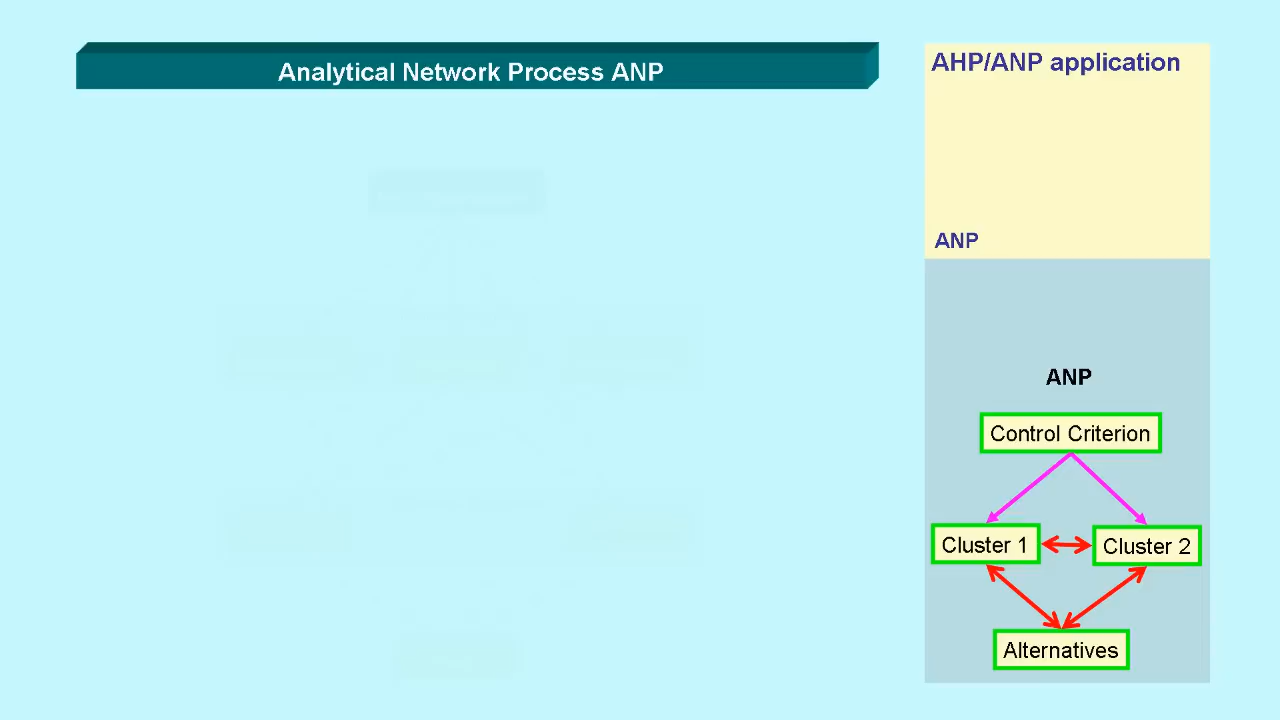 Analytical Network Process ANP
AHP/ANP application
ANP
ANP
Control Criterion
Cluster 1
Cluster 2
Alternatives